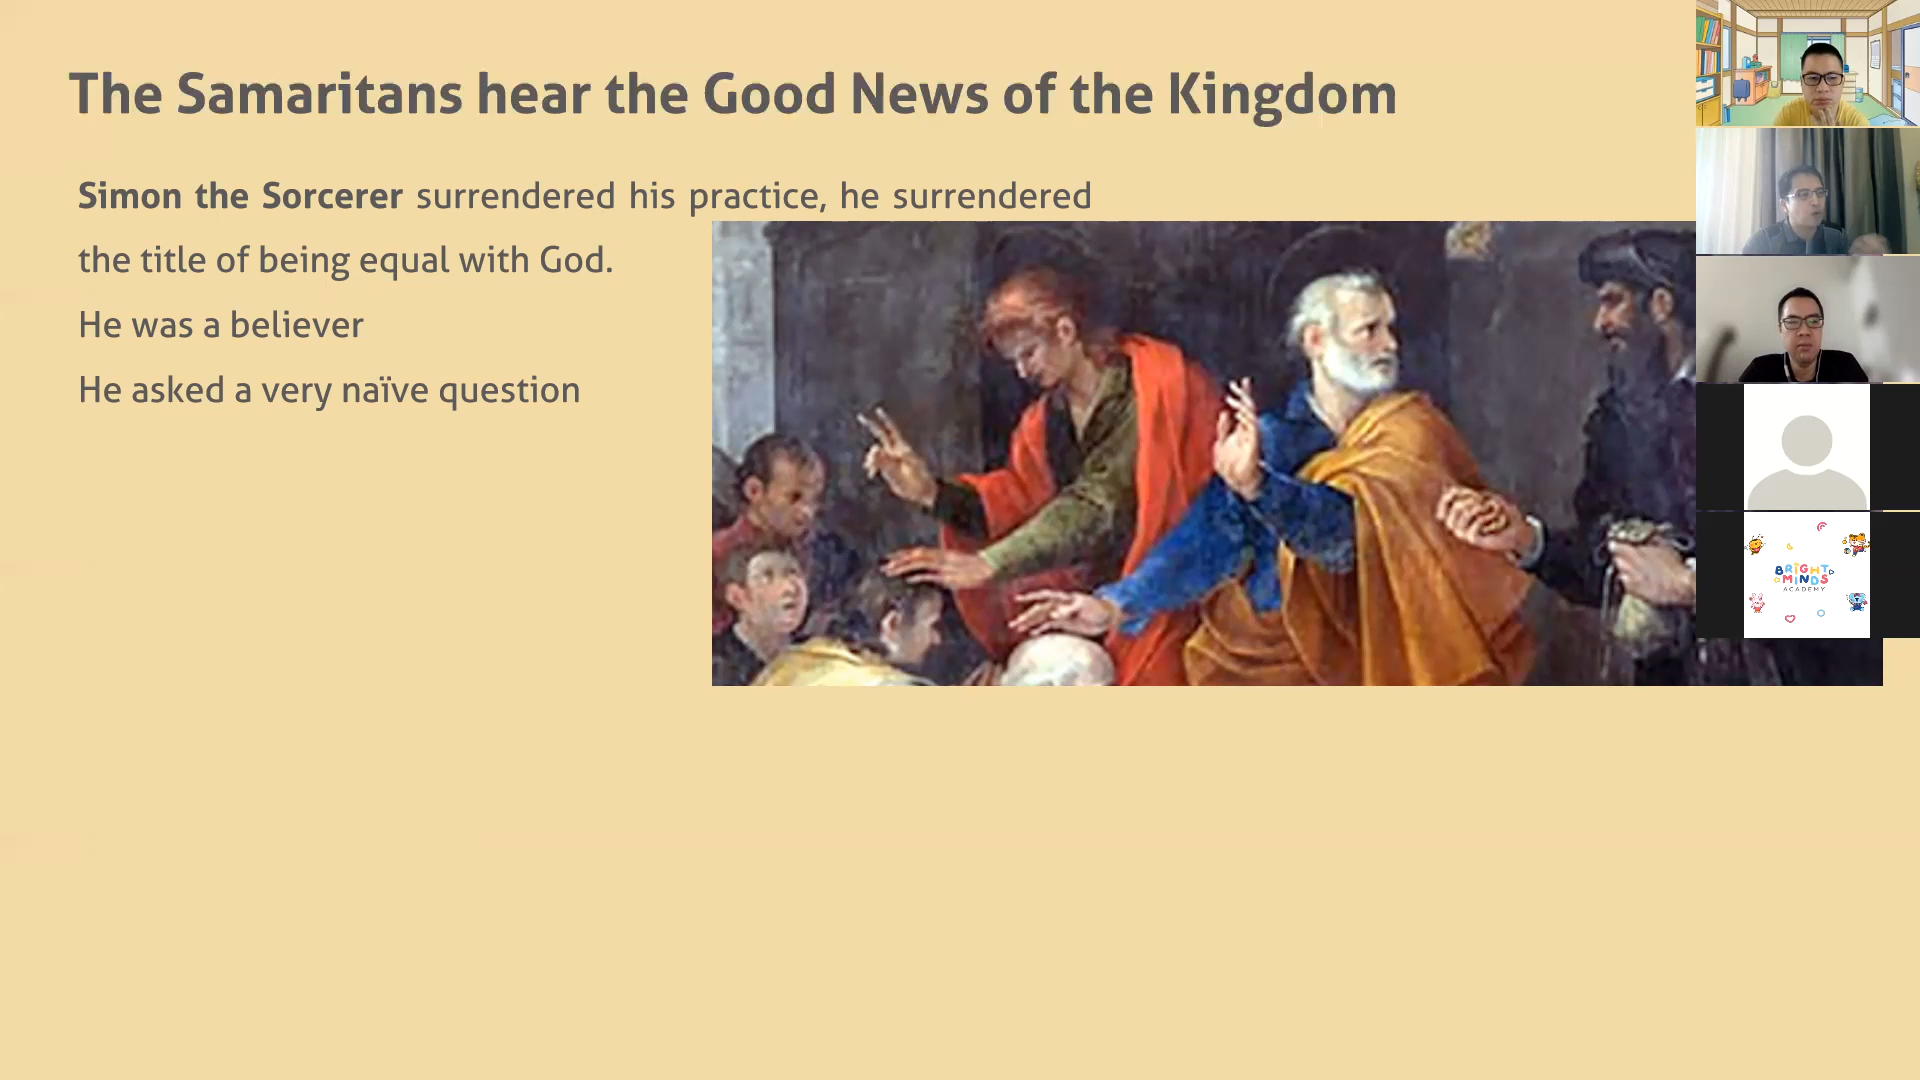 The Samaritans hear the Good News of the Kingdom
Simon the Sorcerer surrendered his practice, he surrendered
the title of being equal with God.
He was a believer
He asked a very naïve question
BRIGHT
MINDS
ACADEMY